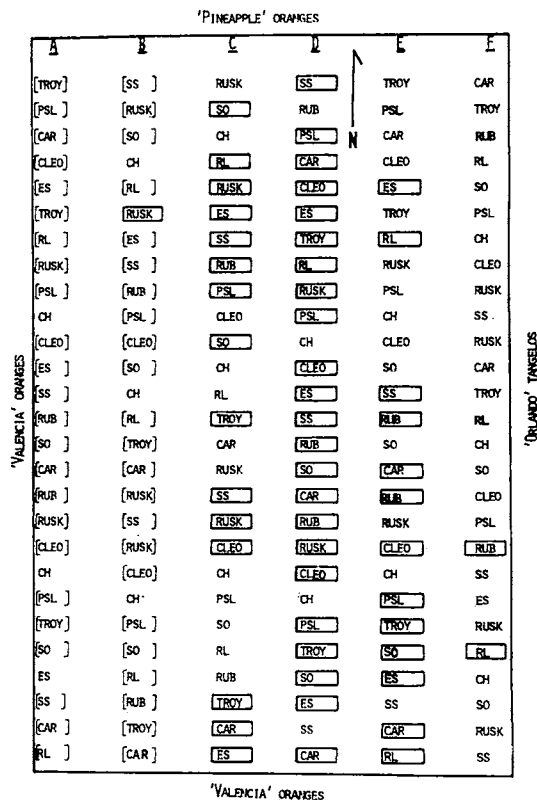 'PINEAPPLE' ORANGES
A B C D E F
[TROY] [SS ] RUSK SS TROY CAR
[PSL ] [RUSK] SO RUB PSL TROY
N
[CAR ] [SO ] CH PSL CAR RUB
[CLEO] CH RL CAR CLEO RL
[ES ] [RL ] RUSK CLEO ES SO
[TROY] RUSK ES ES TROY PSL
[RL ] [ES ] SS TROY RL CH
[RUSK] [SS ] RUB RL RUSK CLEO
[PSL ] [RUB ] PSL RUSK PSL RUSK
CH [PSL ] CLEO PSL CH SS
[CLEO] [CLEO] SO CH CLEO RUSK
[ES ] [SO ] CH CLEO SO CAR
[SS ] CH RL ES SS TROY
[RUB ] [RL ] TROY SS RUB RL
[SO ] [TROY] CAR RUB SO CH
[CAR ] [CAR ] RUSK SO CAR SO
[RUB ] [RUSK] SS CAR RUB CLEO
[RUSK] [SS ] RUSK RUB RUSK PSL
[CLEO] [RUSK] CLEO RUSK CLEO RUB
CH [CLEO] CH CLEO CH SS
[PSL ] CH PSL CH PSL ES
[TROY] [PSL ] SO PSL TROY RUSK
[SO ] [SO ] RL TROY SO RL
ES [RL ] RUB SO ES CH
[SS ] [RUB ] TROY ES SS SO
[CAR ] [TROY] CAR SS CAR RUSK
[RL ] [CAR ] ES CAR RL SS
'VALENCIA' ORANGES
'ORLANDO' TANGELOS
'VALENCIA' ORANGES